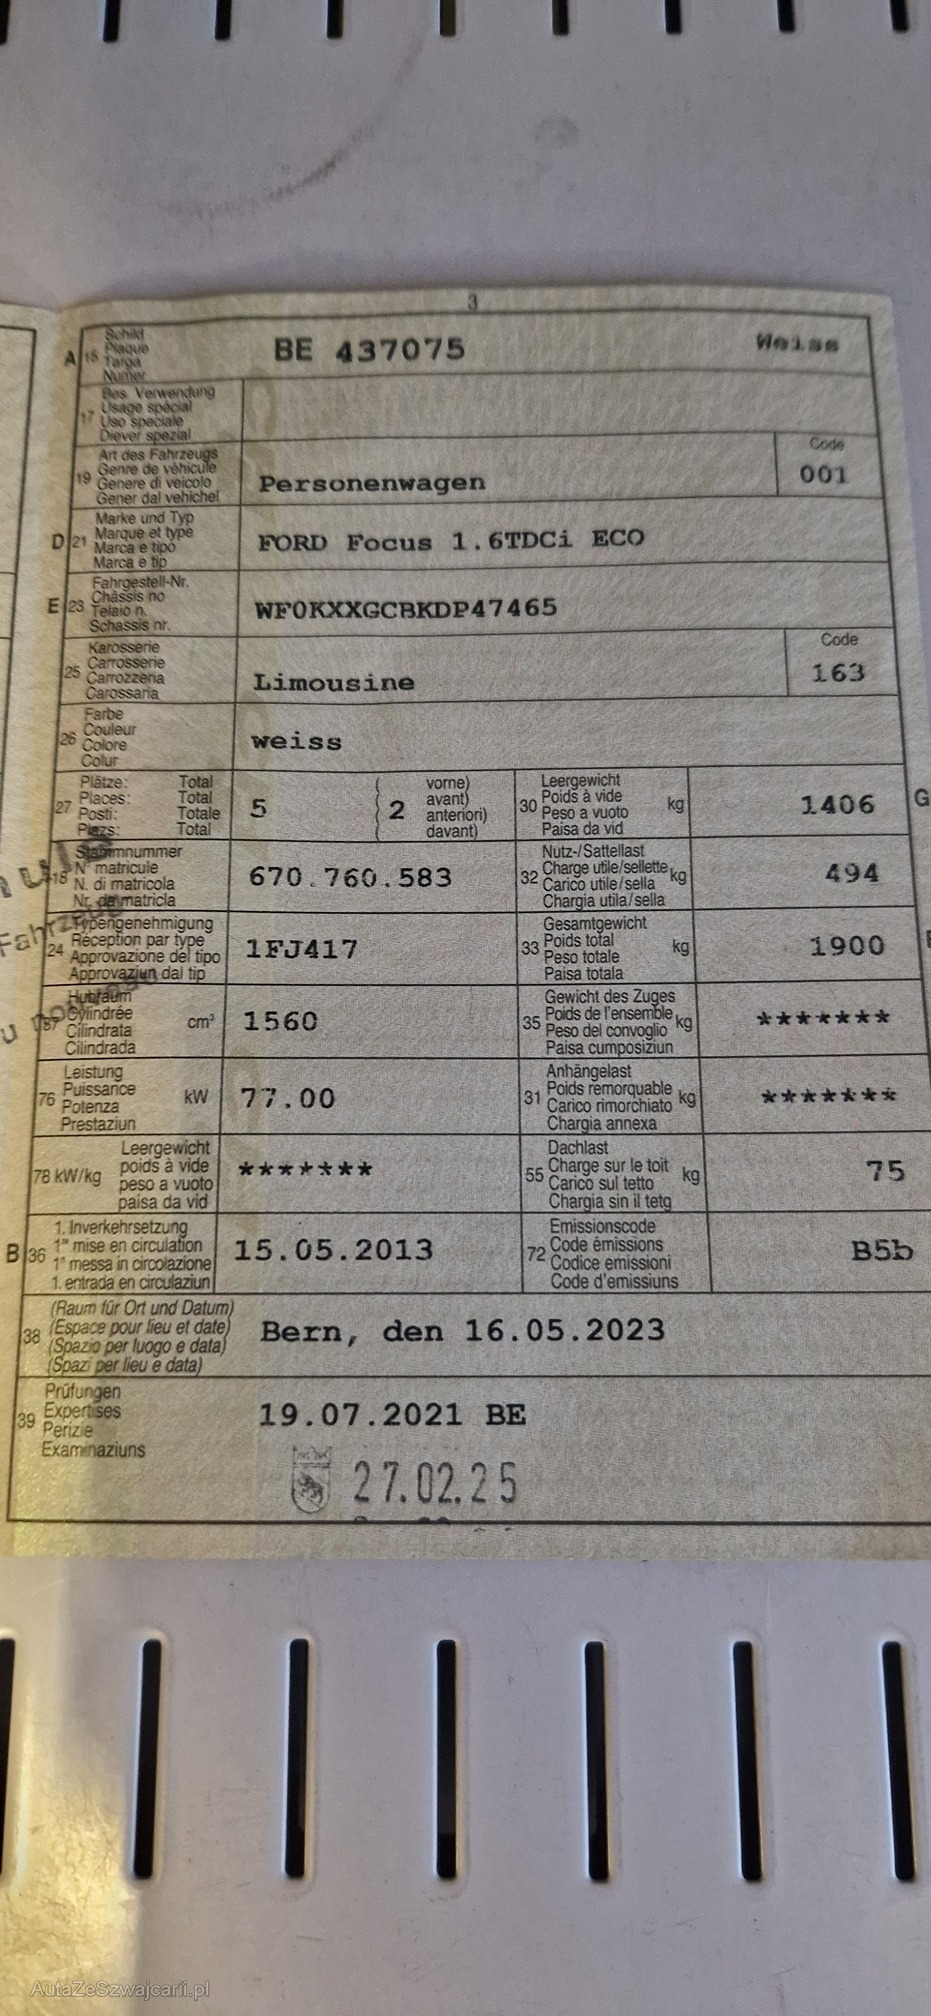 3
A 15 Schild
Plaque
Targa
Numer
BE 437075 Weiss
17 Bes. Verwendung
Usage spécial
Uso speciale
Diever spezial
19 Art des Fahrzeugs
Genre de véhicule
Genere di veicolo
Gener dal vehichel
Personenwagen
Code
001
D 21 Marke und Typ
Marque et type
Marca e tipo
Marca e tip
FORD Focus 1.6TDCi ECO
E 23 Fahrgestell-Nr.
Châssis no
Telaio n.
Schassis nr.
WF0KXXGCBKDP47465
25 Karosserie
Carrosserie
Carrozzeria
Carossaria
Limousine
Code
163
26 Farbe
Couleur
Colore
Colur
weiss
27 Plätze: Total
Places: Total
Posti: Totale
Plazs: Total
5
2 vorne)
avant)
anteriori)
davant)
30 Leergewicht
Poids à vide
Peso a vuoto
Paisa da vid
kg
1406
G
18 Stammnummer
N° matricule
N. di matricola
Nr. da matricla
670.760.583
32 Nutz-/Sattellast
Charge utile/sellette
Carico utile/sella
Chargia utila/sella
kg
494
24 Typengenehmigung
Réception par type
Approvazione del tipo
Approvaziun dal tip
1FJ417
33 Gesamtgewicht
Poids total
Peso totale
Paisa totala
kg
1900
37 Hubraum
Cylindrée
Cilindrata
Cilindrada
cm³
1560
35 Gewicht des Zuges
Poids de l'ensemble
Peso del convoglio
Paisa cumposiziun
kg
*******
76 Leistung
Puissance
Potenza
Prestaziun
kW
77.00
31 Anhängelast
Poids remorquable
Carico rimorchiato
Chargia annexa
kg
*******
78 kW/kg Leergewicht
poids à vide
peso a vuoto
paisa da vid
*******
55 Dachlast
Charge sur le toit
Carico sul tetto
Chargia sin il tetg
kg
75
B 36 1. Inverkehrsetzung
1re mise en circulation
1a messa in circolazione
1. entrada en circulaziun
15.05.2013
72 Emissionscode
Code émissions
Codice emissioni
Code d'emissiuns
B5b
38 (Raum für Ort und Datum)
(Espace pour lieu et date)
(Spazio per luogo e data)
(Spazi per lieu e data)
Bern, den 16.05.2023
39 Prüfungen
Expertises
Perizie
Examinaziuns
19.07.2021 BE
27.02.25
AutaZeSzwajcarii.pl